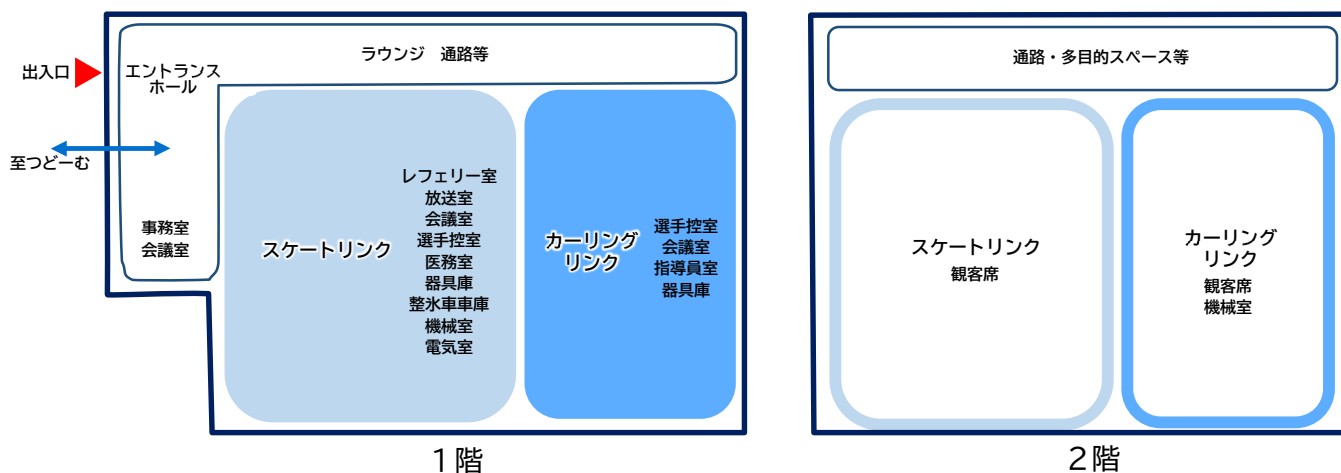 ラウンジ　通路等
出入口
エントランス
ホール
至つどーむ
事務室
会議室
スケートリンク
レフェリー室
放送室
会議室
選手控室
医務室
器具庫
整氷車車庫
機械室
電気室
カーリング
リンク
選手控室
会議室
指導員室
器具庫
1階
通路・多目的スペース等
スケートリンク
観客席
カーリング
リンク
観客席
機械室
2階